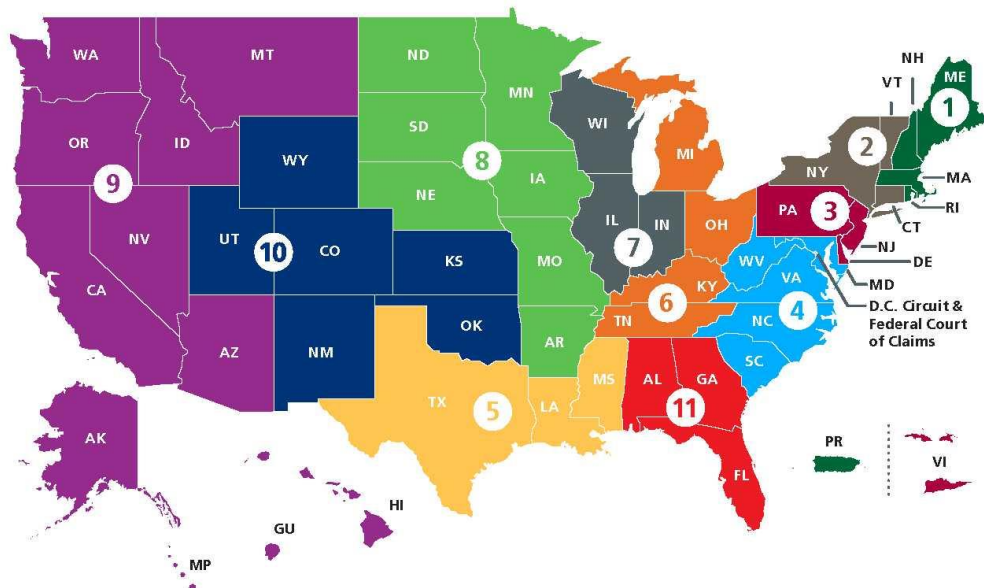 WA
MT
ND
MN
OR
ID
SD
WY
9
8
WI
MI
NE
IA
NV
UT
10
CO
CA
KS
MO
IL
IN
7
OH
KY
6
TN
AZ
NM
OK
AR
TX
5
LA
MS
AL
GA
11
FL
SC
NC
4
VA
WV
PA
3
NY
2
VT
NH
ME
1
MA
RI
CT
NJ
DE
MD
D.C. Circuit &
Federal Court
of Claims
AK
HI
GU
MP
PR
VI